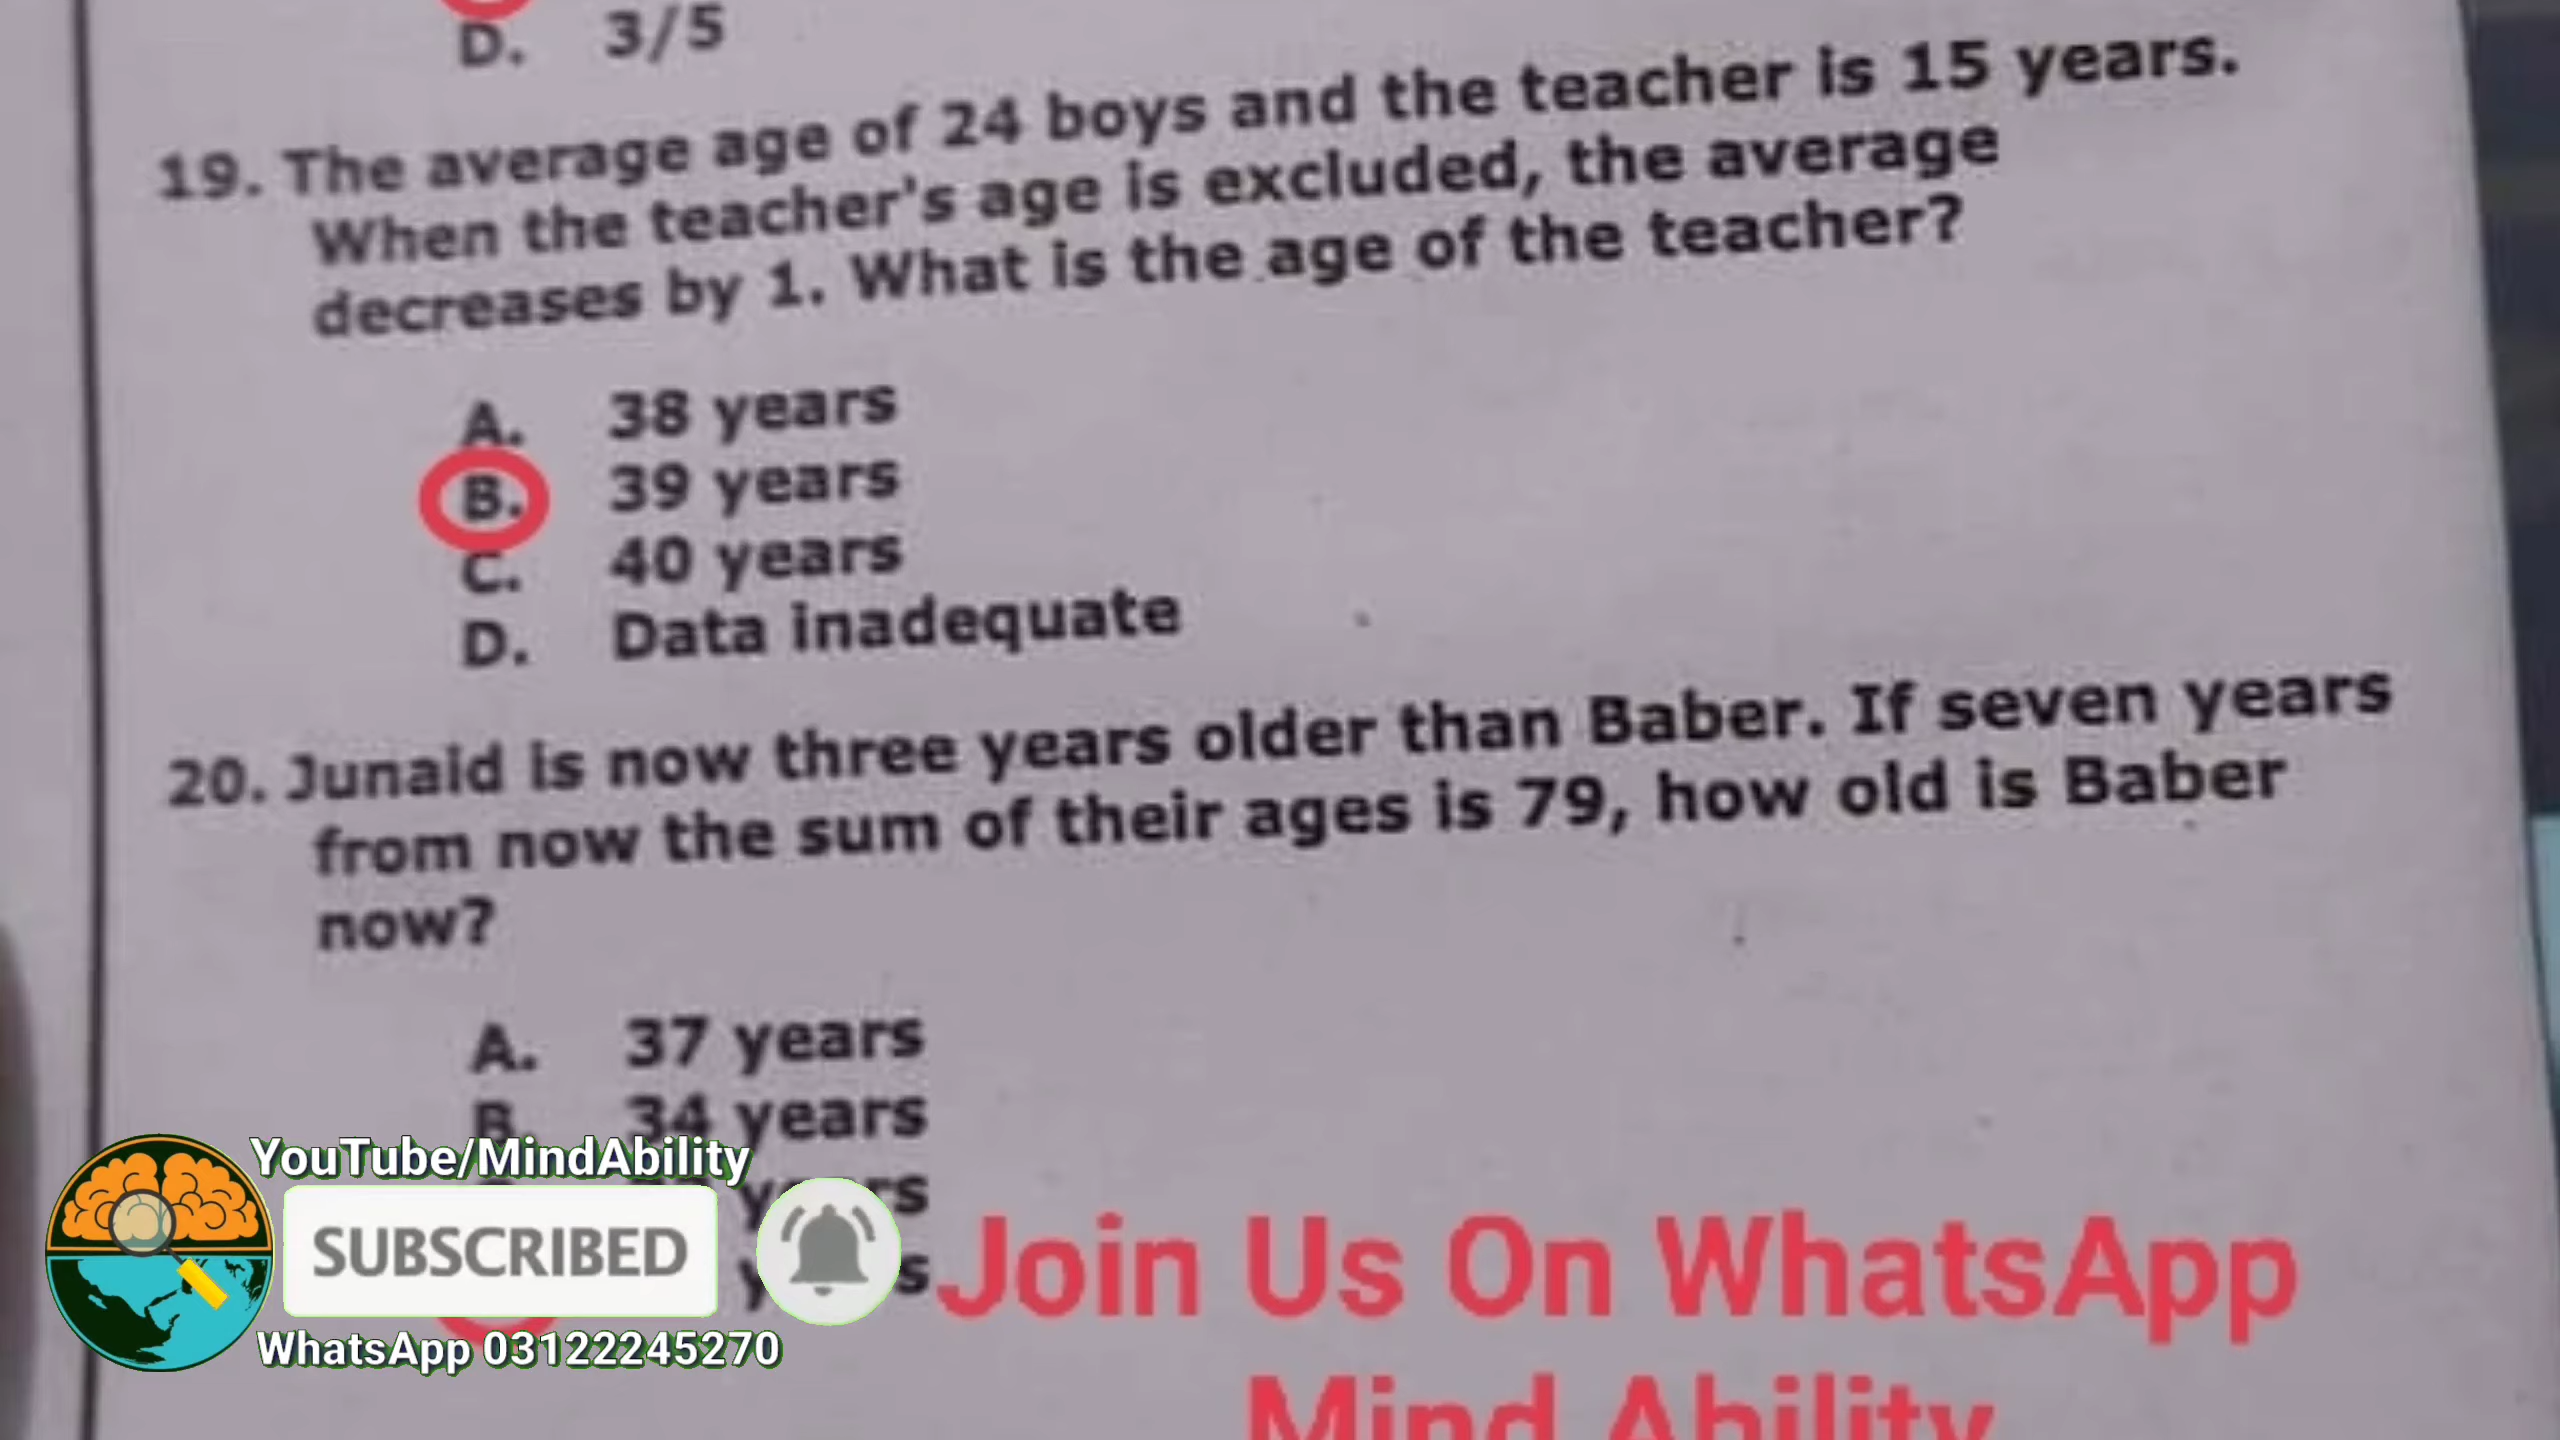 D. 3/5
19. The average age of 24 boys and the teacher is 15 years.
When the teacher's age is excluded, the average
decreases by 1. What is the age of the teacher?
A. 38 years
B. 39 years
C. 40 years
D. Data inadequate
20. Junaid is now three years older than Baber. If seven years
from now the sum of their ages is 79, how old is Baber
now?
A. 37 years
B. 34 years
YouTube/MindAbility
SUBSCRIBED
WhatsApp 03122245270
Join Us On WhatsApp
Mind Ability